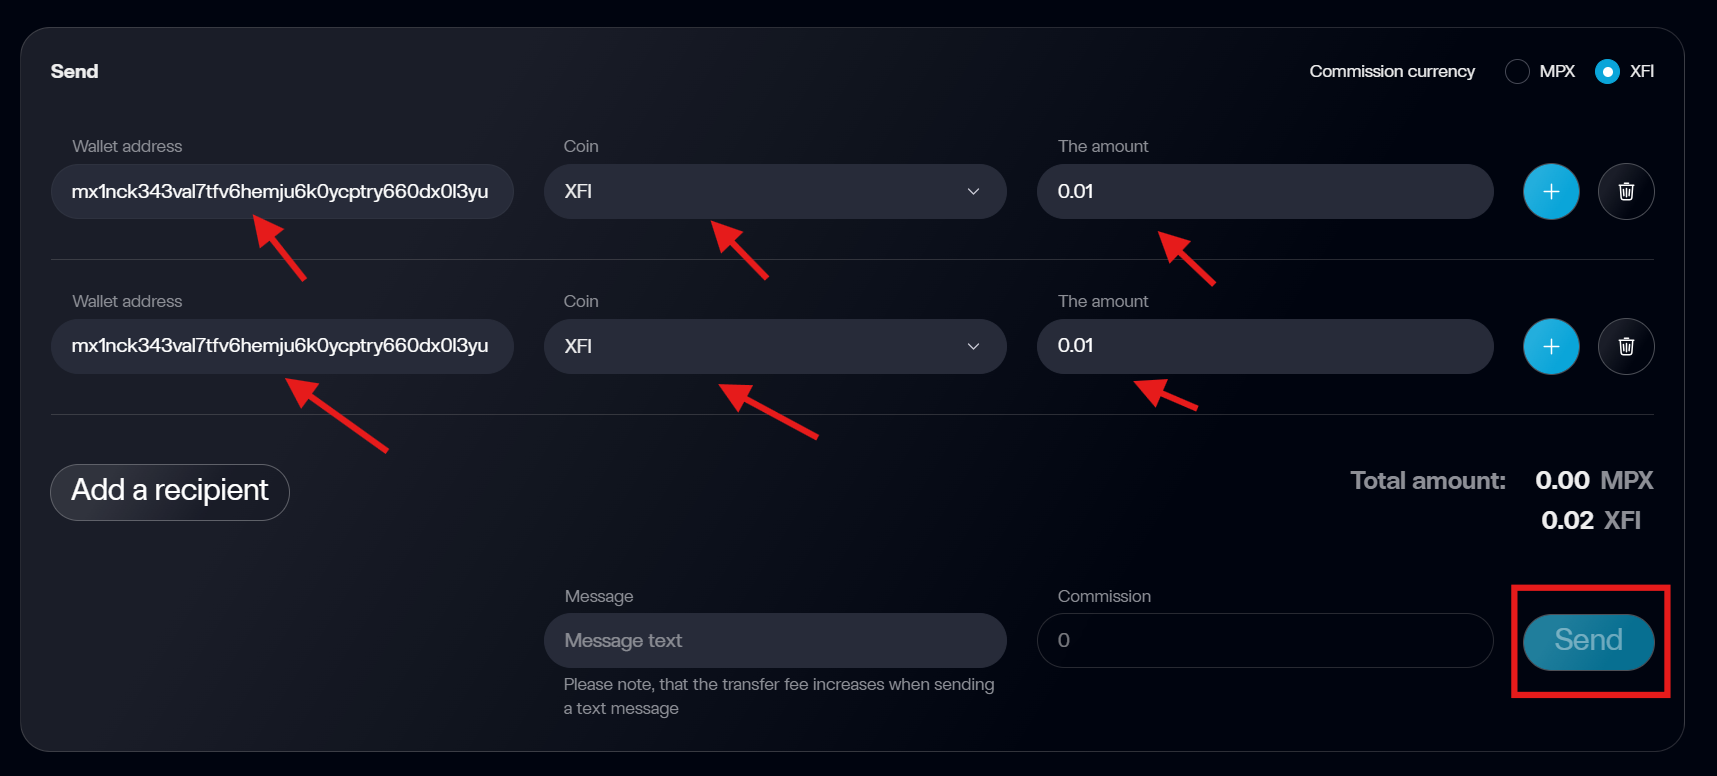 Send
Commission currency MPX XFI
Wallet address Coin The amount
mx1nck343val7tfv6hemju6k0ycptry660dx0l3yu XFI 0.01
Wallet address Coin The amount
mx1nck343val7tfv6hemju6k0ycptry660dx0l3yu XFI 0.01
Add a recipient
Total amount: 0.00 MPX
0.02 XFI
Message Commission
Message text 0 Send
Please note, that the transfer fee increases when sending
a text message